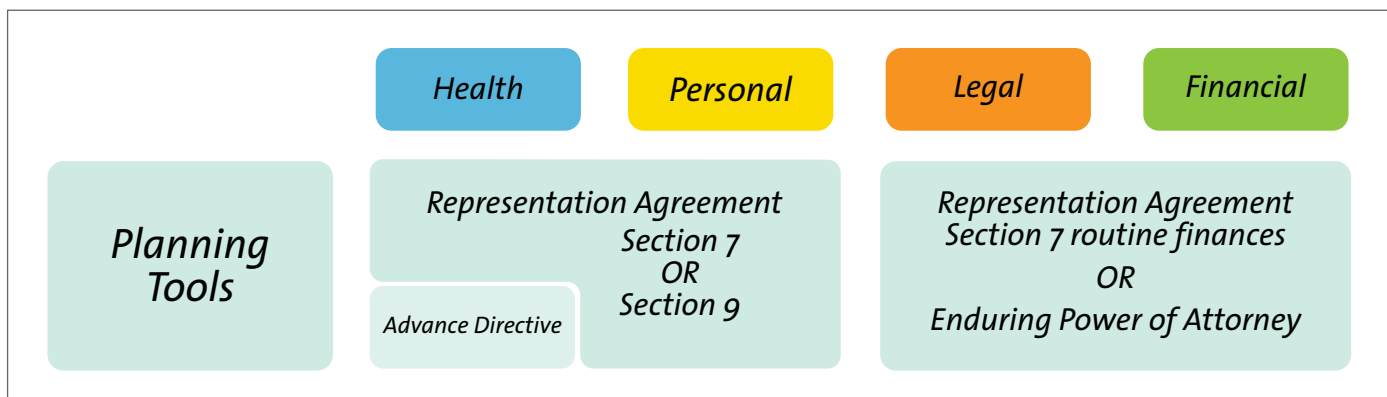 Health
Personal
Legal
Financial
Planning
Tools
Representation Agreement
Section 7
OR
Section 9
Advance Directive
Representation Agreement
Section 7 routine finances
OR
Enduring Power of Attorney